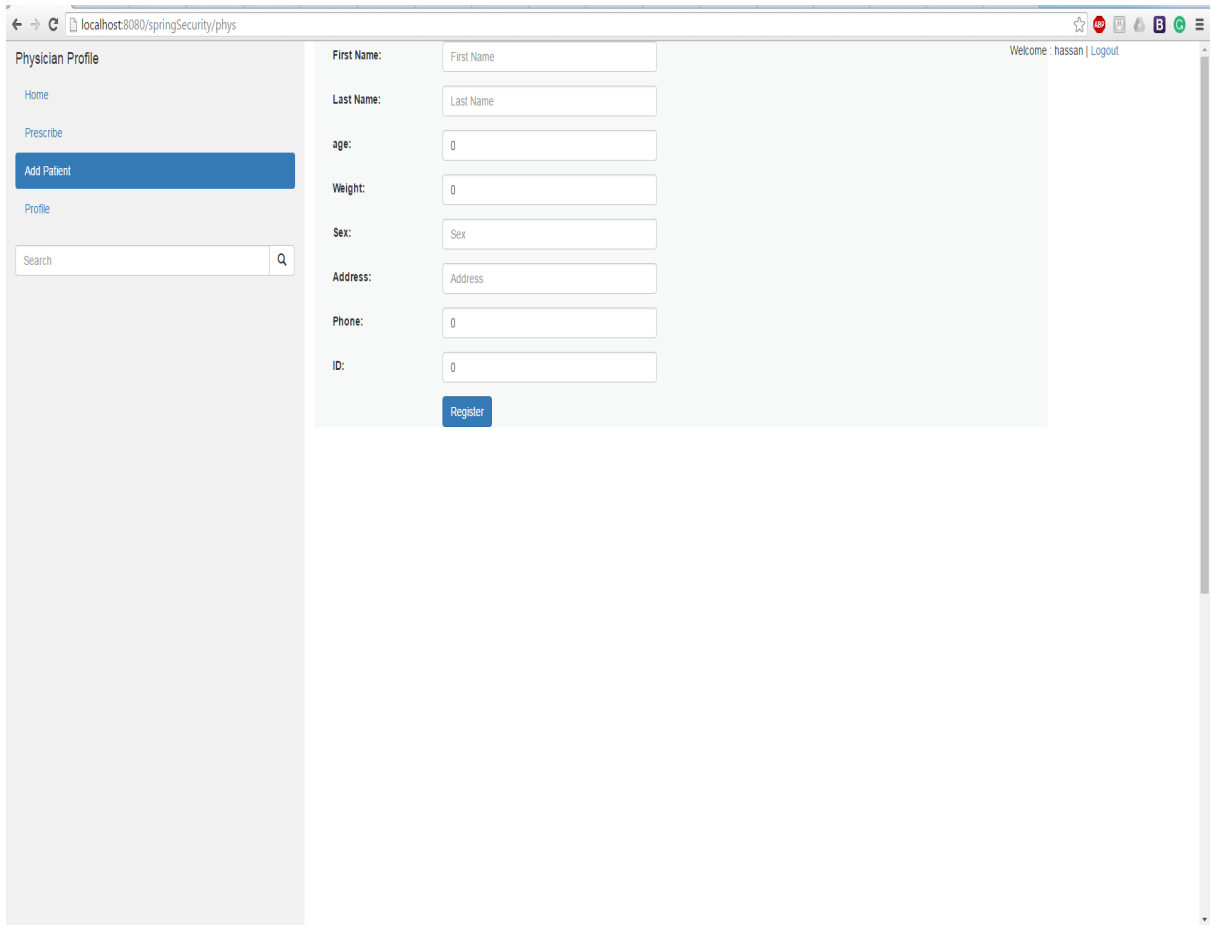 localhost:8080/springSecurity/phys
ABP
B
G
Physician Profile
Home
Prescribe
Add Patient
Profile
Search
Welcome : hassan | Logout
First Name: First Name
Last Name: Last Name
age: 0
Weight: 0
Sex: Sex
Address: Address
Phone: 0
ID: 0
Register